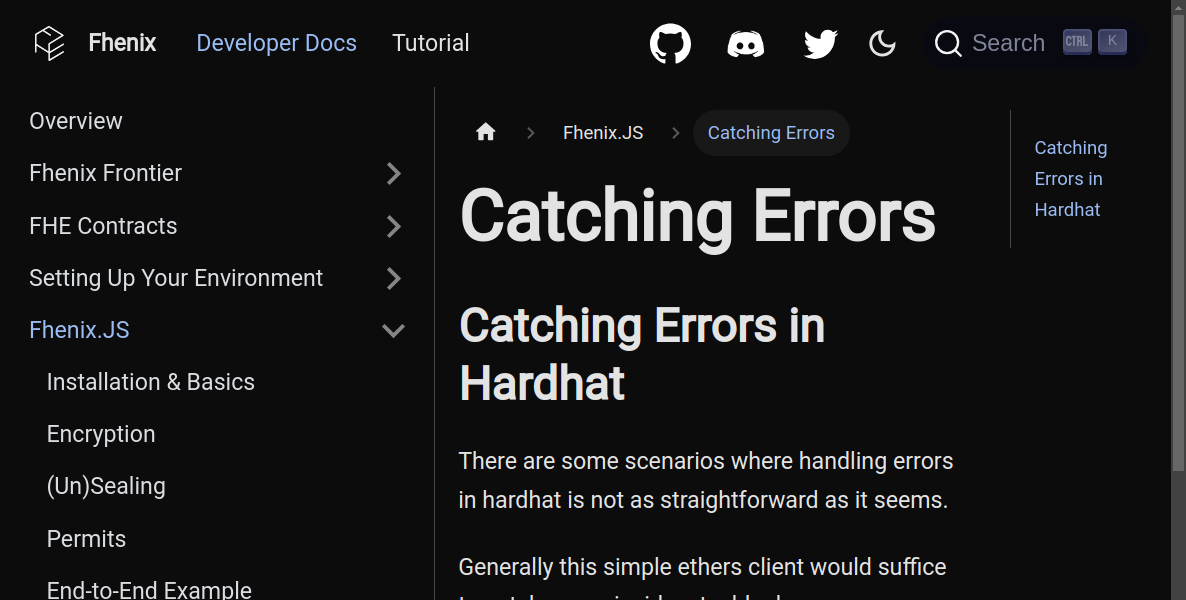 Fhenix
Developer Docs
Tutorial
Search
CTRL
K
Overview
Fhenix Frontier
FHE Contracts
Setting Up Your Environment
Fhenix.JS
Installation & Basics
Encryption
(Un)Sealing
Permits
End-to-End Example
Fhenix.JS
Catching Errors
Catching Errors
Catching Errors in
Hardhat
There are some scenarios where handling errors
in hardhat is not as straightforward as it seems.
Generally this simple ethers client would suffice
Catching
Errors in
Hardhat